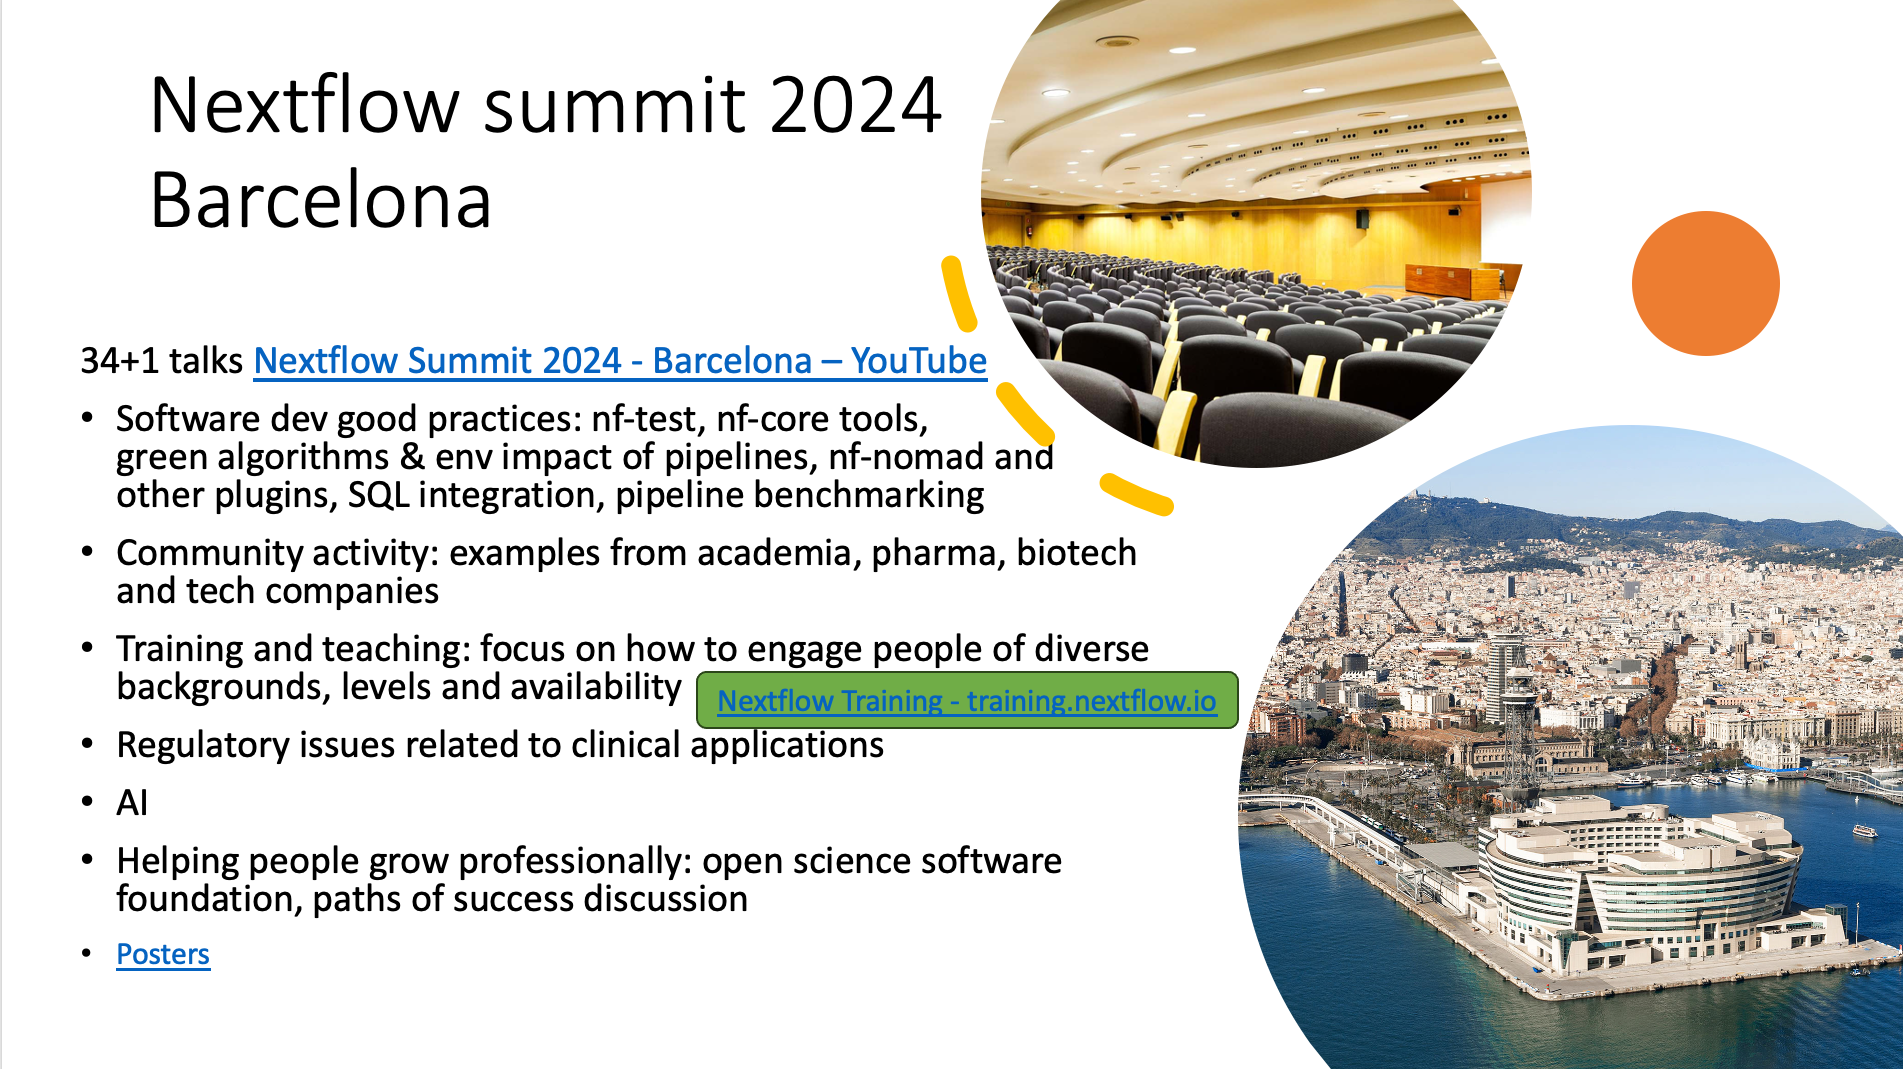 Nextflow summit 2024
Barcelona
34+1 talks Nextflow Summit 2024 - Barcelona – YouTube
• Software dev good practices: nf-test, nf-core tools,
green algorithms & env impact of pipelines, nf-nomad and
other plugins, SQL integration, pipeline benchmarking
• Community activity: examples from academia, pharma, biotech
and tech companies
• Training and teaching: focus on how to engage people of diverse
backgrounds, levels and availability
Nextflow Training - training.nextflow.io
• Regulatory issues related to clinical applications
• AI
• Helping people grow professionally: open science software
foundation, paths of success discussion
• Posters